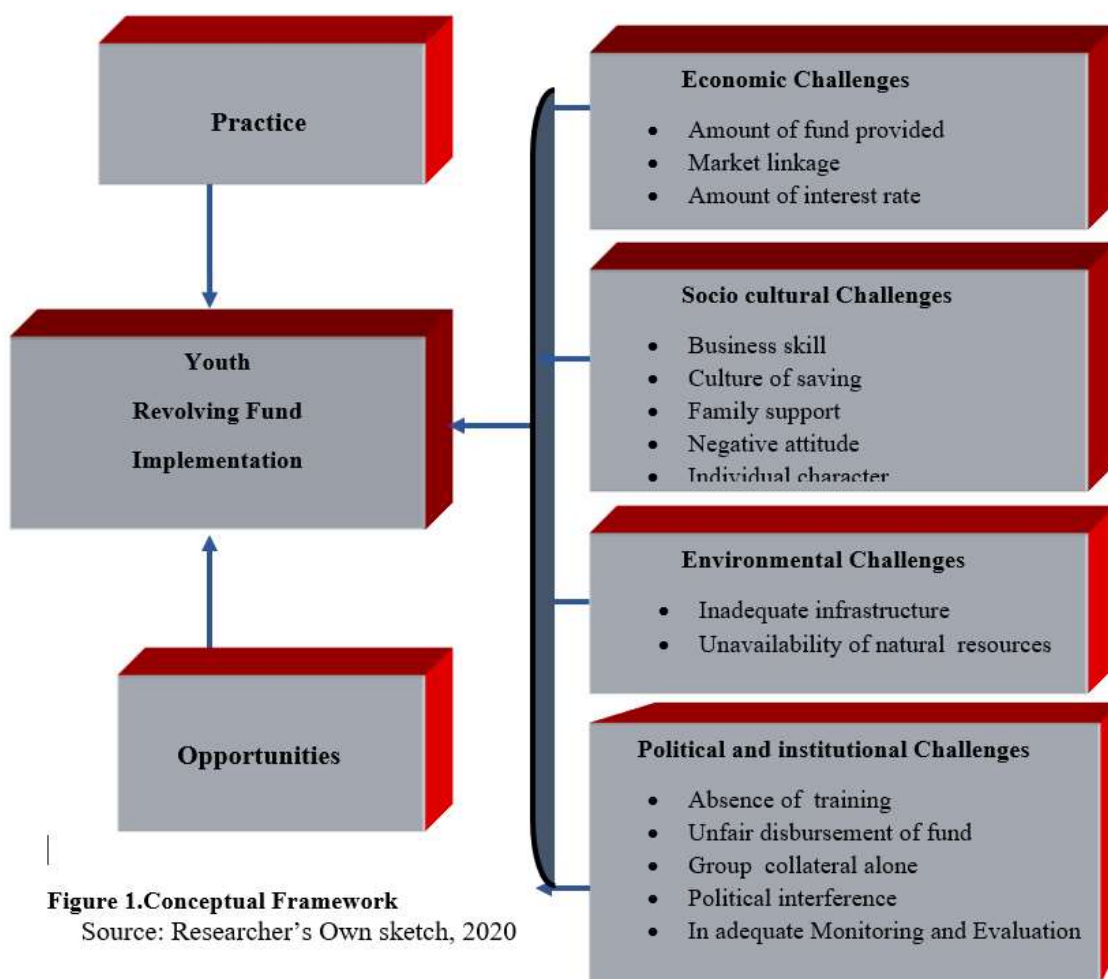 Practice
Youth
Revolving Fund
Implementation
Opportunities
Economic Challenges
• Amount of fund provided
• Market linkage
• Amount of interest rate
Socio cultural Challenges
• Business skill
• Culture of saving
• Family support
• Negative attitude
• Individual character
Environmental Challenges
• Inadequate infrastructure
• Unavailability of natural resources
Political and institutional Challenges
• Absence of training
• Unfair disbursement of fund
• Group collateral alone
• Political interference
• In adequate Monitoring and Evaluation
Figure 1.Conceptual Framework
Source: Researcher’s Own sketch, 2020